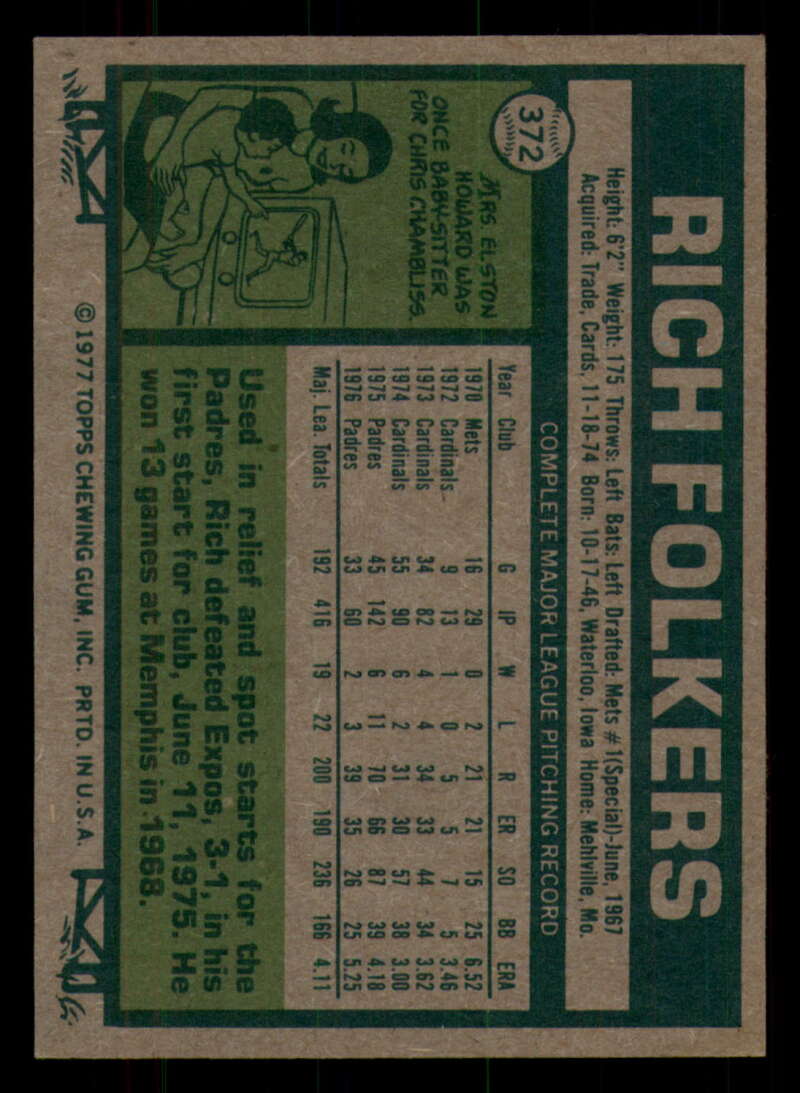 RICH FOLKERS
372
Height: 6'2" Weight: 175 Throws: Left Bats: Left Drafted: Mets #1(Special)-June, 1967
Acquired: Trade, Cards, 11-18-74 Born: 10-17-46, Waterloo, Iowa Home: Mehlville, Mo.
COMPLETE MAJOR LEAGUE PITCHING RECORD
Year Club G IP W L R ER SO BB ERA
1970 Mets 16 29 0 2 21 21 15 25 6.52
1972 Cardinals 9 13 1 0 5 5 7 5 3.46
1973 Cardinals 34 82 4 4 34 33 44 34 3.62
1974 Cardinals 55 90 6 2 31 30 57 38 3.00
1975 Padres 45 142 6 11 70 66 87 39 4.18
1976 Padres 33 60 2 3 39 35 26 25 5.25
Maj. Lea. Totals 192 416 19 22 200 190 236 166 4.11
MRS ELSTON
HOWARD WAS
ONCE BABY-SITTER
FOR CHRIS CHAMBLISS.
Used in relief and spot starts for the
Padres, Rich defeated Expos, 3-1, in his
first start for club, June 11, 1975. He
won 13 games at Memphis in 1968.
© 1977 TOPPS CHEWING GUM, INC. PRTD. IN U.S.A.